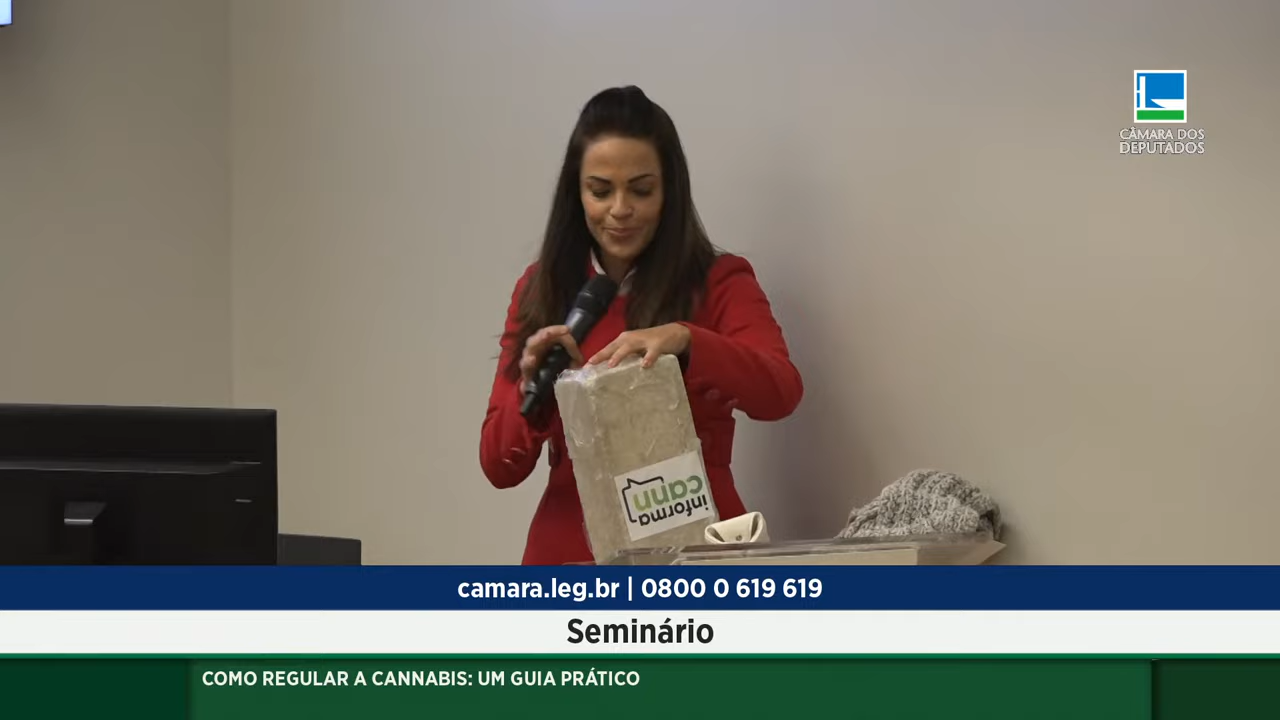 CÂMARA DOS
DEPUTADOS
informa
cann
camara.leg.br | 0800 0 619 619
Seminário
COMO REGULAR A CANNABIS: UM GUIA PRÁTICO